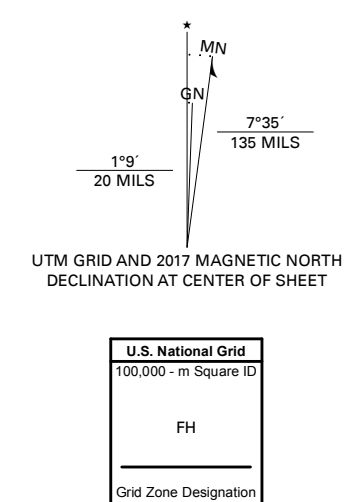 ★
MN
GN
7°35´
135 MILS
1°9´
20 MILS
UTM GRID AND 2017 MAGNETIC NORTH
DECLINATION AT CENTER OF SHEET
U.S. National Grid
100,000 - m Square ID
FH
Grid Zone Designation